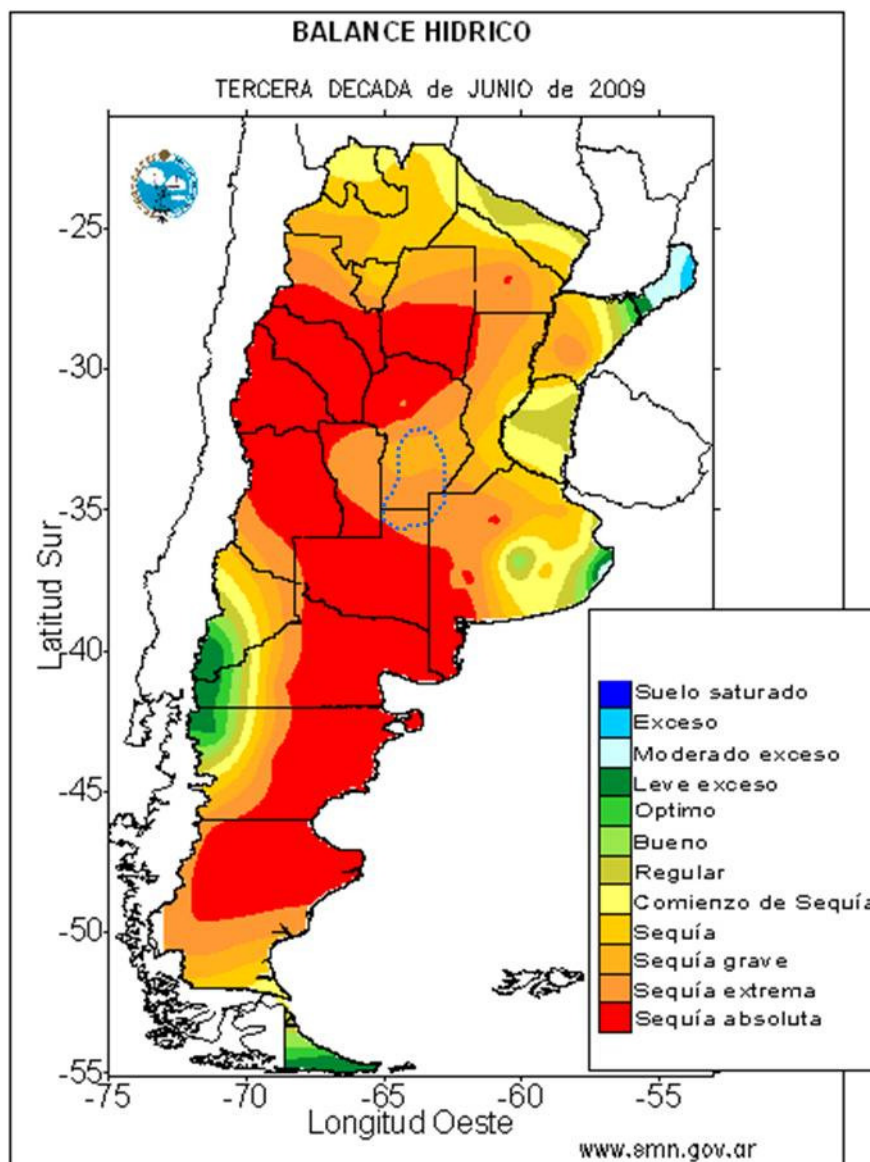 BALANCE HIDRICO
TERCERA DECADA de JUNIO de 2009
-25
-30
-35
-40
-45
-50
-55
Latitud Sur
-75
-70
-65
-60
-55
Longitud Oeste
Suelo saturado
Exceso
Moderado exceso
Leve exceso
Optimo
Bueno
Regular
Comienzo de Sequía
Sequía
Sequía grave
Sequía extrema
Sequía absoluta
www.smn.gov.ar